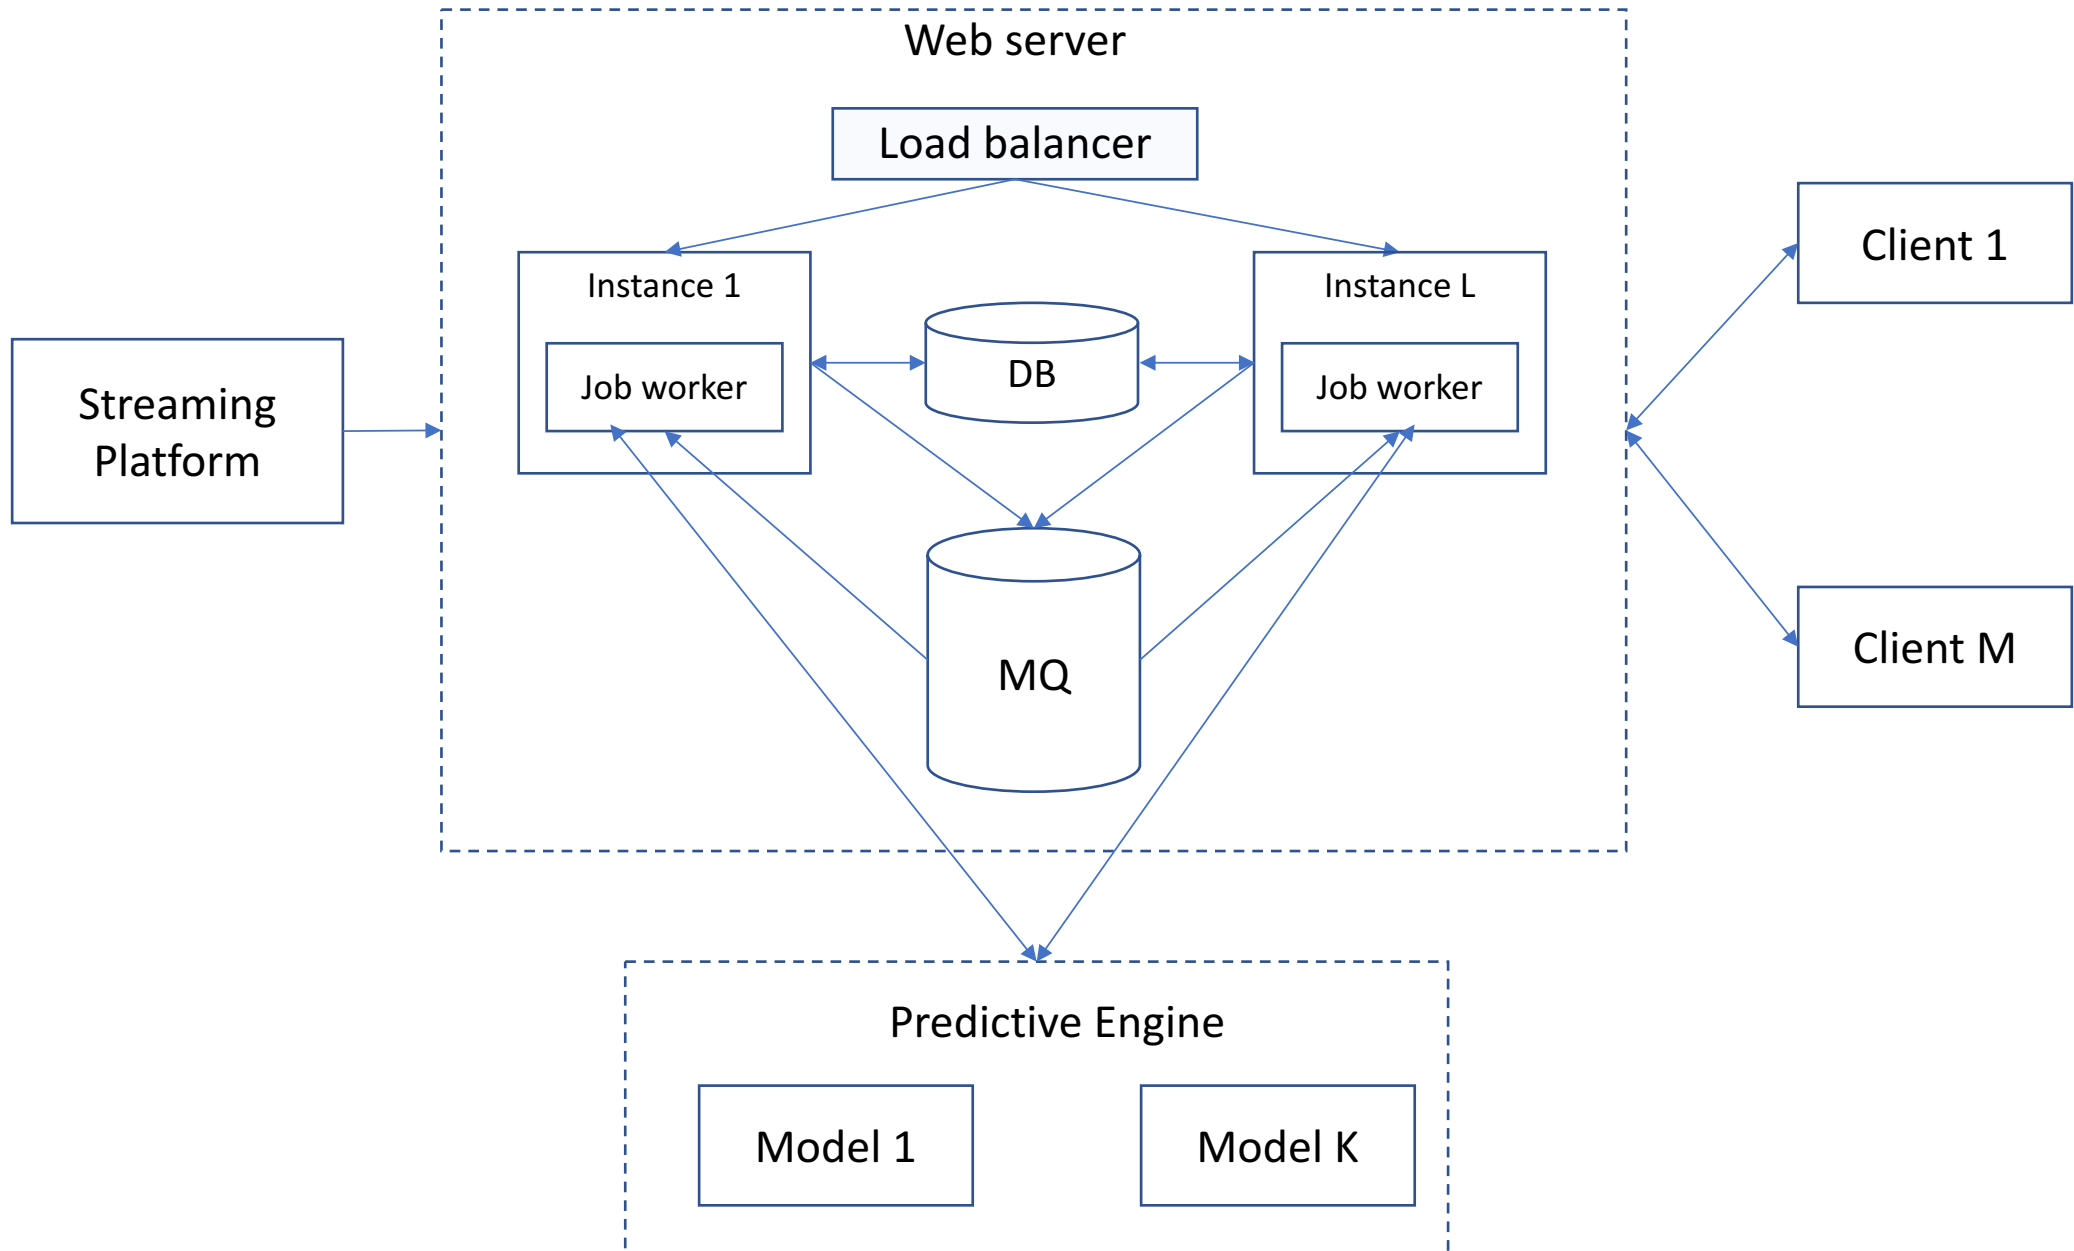 Web server
Load balancer
Instance 1
Instance L
Job worker
DB
Job worker
Streaming
Platform
MQ
Client 1
Client M
Predictive Engine
Model 1
Model K